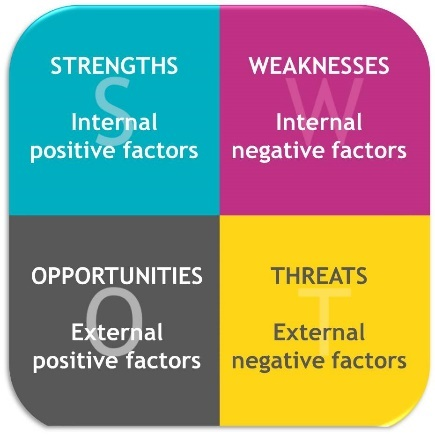 STRENGTHS
S
Internal
positive factors
WEAKNESSES
W
Internal
negative factors
OPPORTUNITIES
O
External
positive factors
THREATS
T
External
negative factors